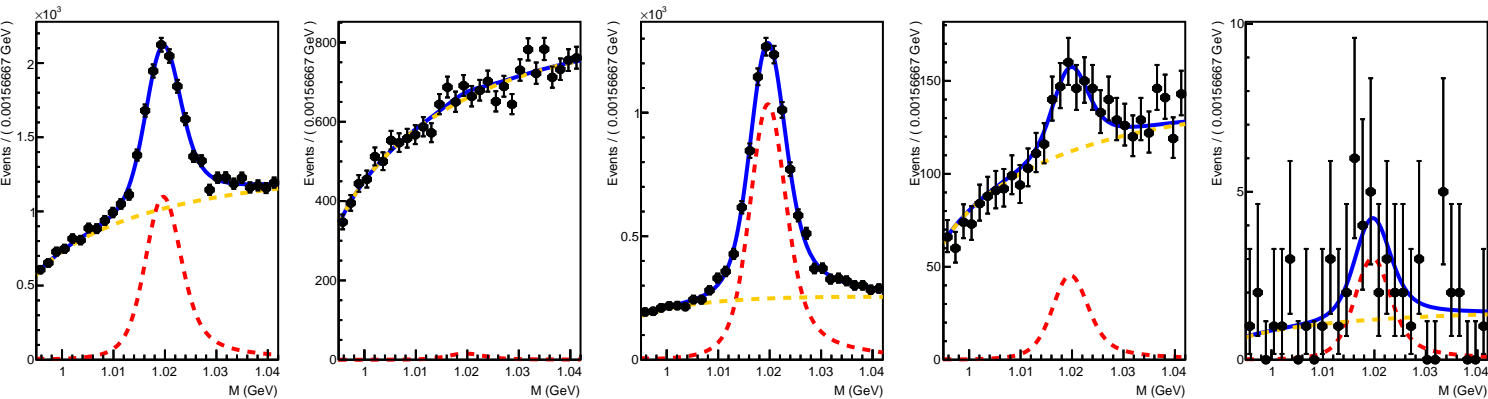 ×10³
Events / ( 0.00156667 GeV )
2
1.5
1
0.5
0
1 1.01 1.02 1.03 1.04
M (GeV)
Events / ( 0.00156667 GeV )
800
600
400
200
0
1 1.01 1.02 1.03 1.04
M (GeV)
×10³
Events / ( 0.00156667 GeV )
1
0.5
0
1 1.01 1.02 1.03 1.04
M (GeV)
Events / ( 0.00156667 GeV )
150
100
50
0
1 1.01 1.02 1.03 1.04
M (GeV)
Events / ( 0.00156667 GeV )
10
5
0
1 1.01 1.02 1.03 1.04
M (GeV)